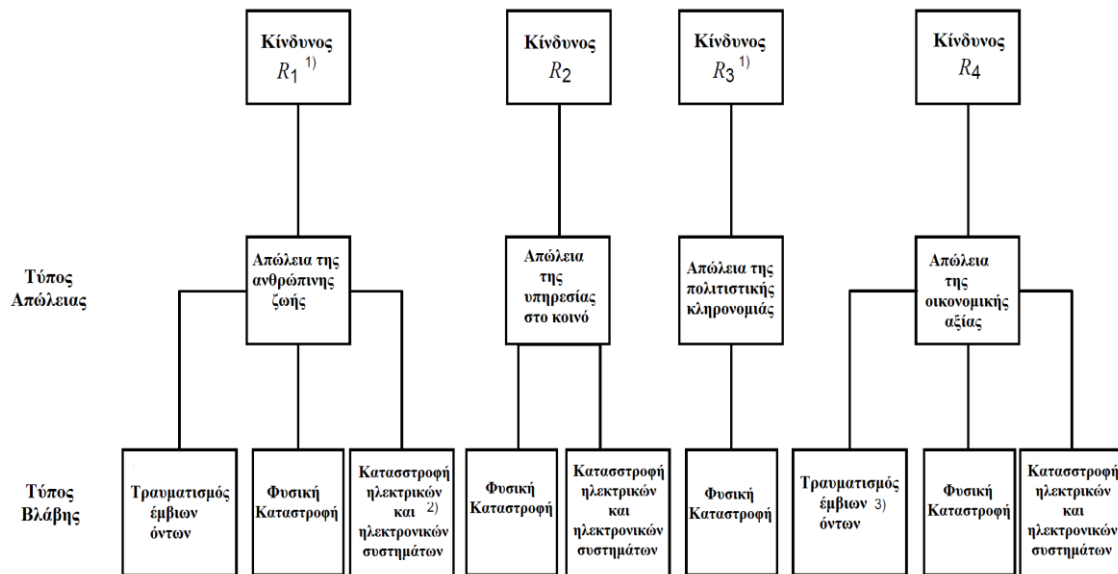 Κίνδυνος
R1 1)
Κίνδυνος
R2
Κίνδυνος
R3 1)
Κίνδυνος
R4
Τύπος
Απώλειας
Απώλεια της
ανθρώπινης
ζωής
Απώλεια
της
υπηρεσίας
στο κοινό
Απώλεια της
πολιτιστικής
κληρονομιάς
Απώλεια
της
οικονομικής
αξίας
Τύπος
Βλάβης
Τραυματισμός
έμβιων
όντων
Φυσική
Καταστροφή
Κατασστροφή
ηλεκτρικών
και 2)
ηλεκτρονικών
συστημάτων
Φυσική
Καταστροφή
Κατασστροφή
ηλεκτρικών
και
ηλεκτρονικών
συστημάτων
Φυσική
Καταστροφή
Τραυματισμός
έμβιων 3)
όντων
Φυσική
Καταστροφή
Κατασστροφή
ηλεκτρικών
και
ηλεκτρονικών
συστημάτων